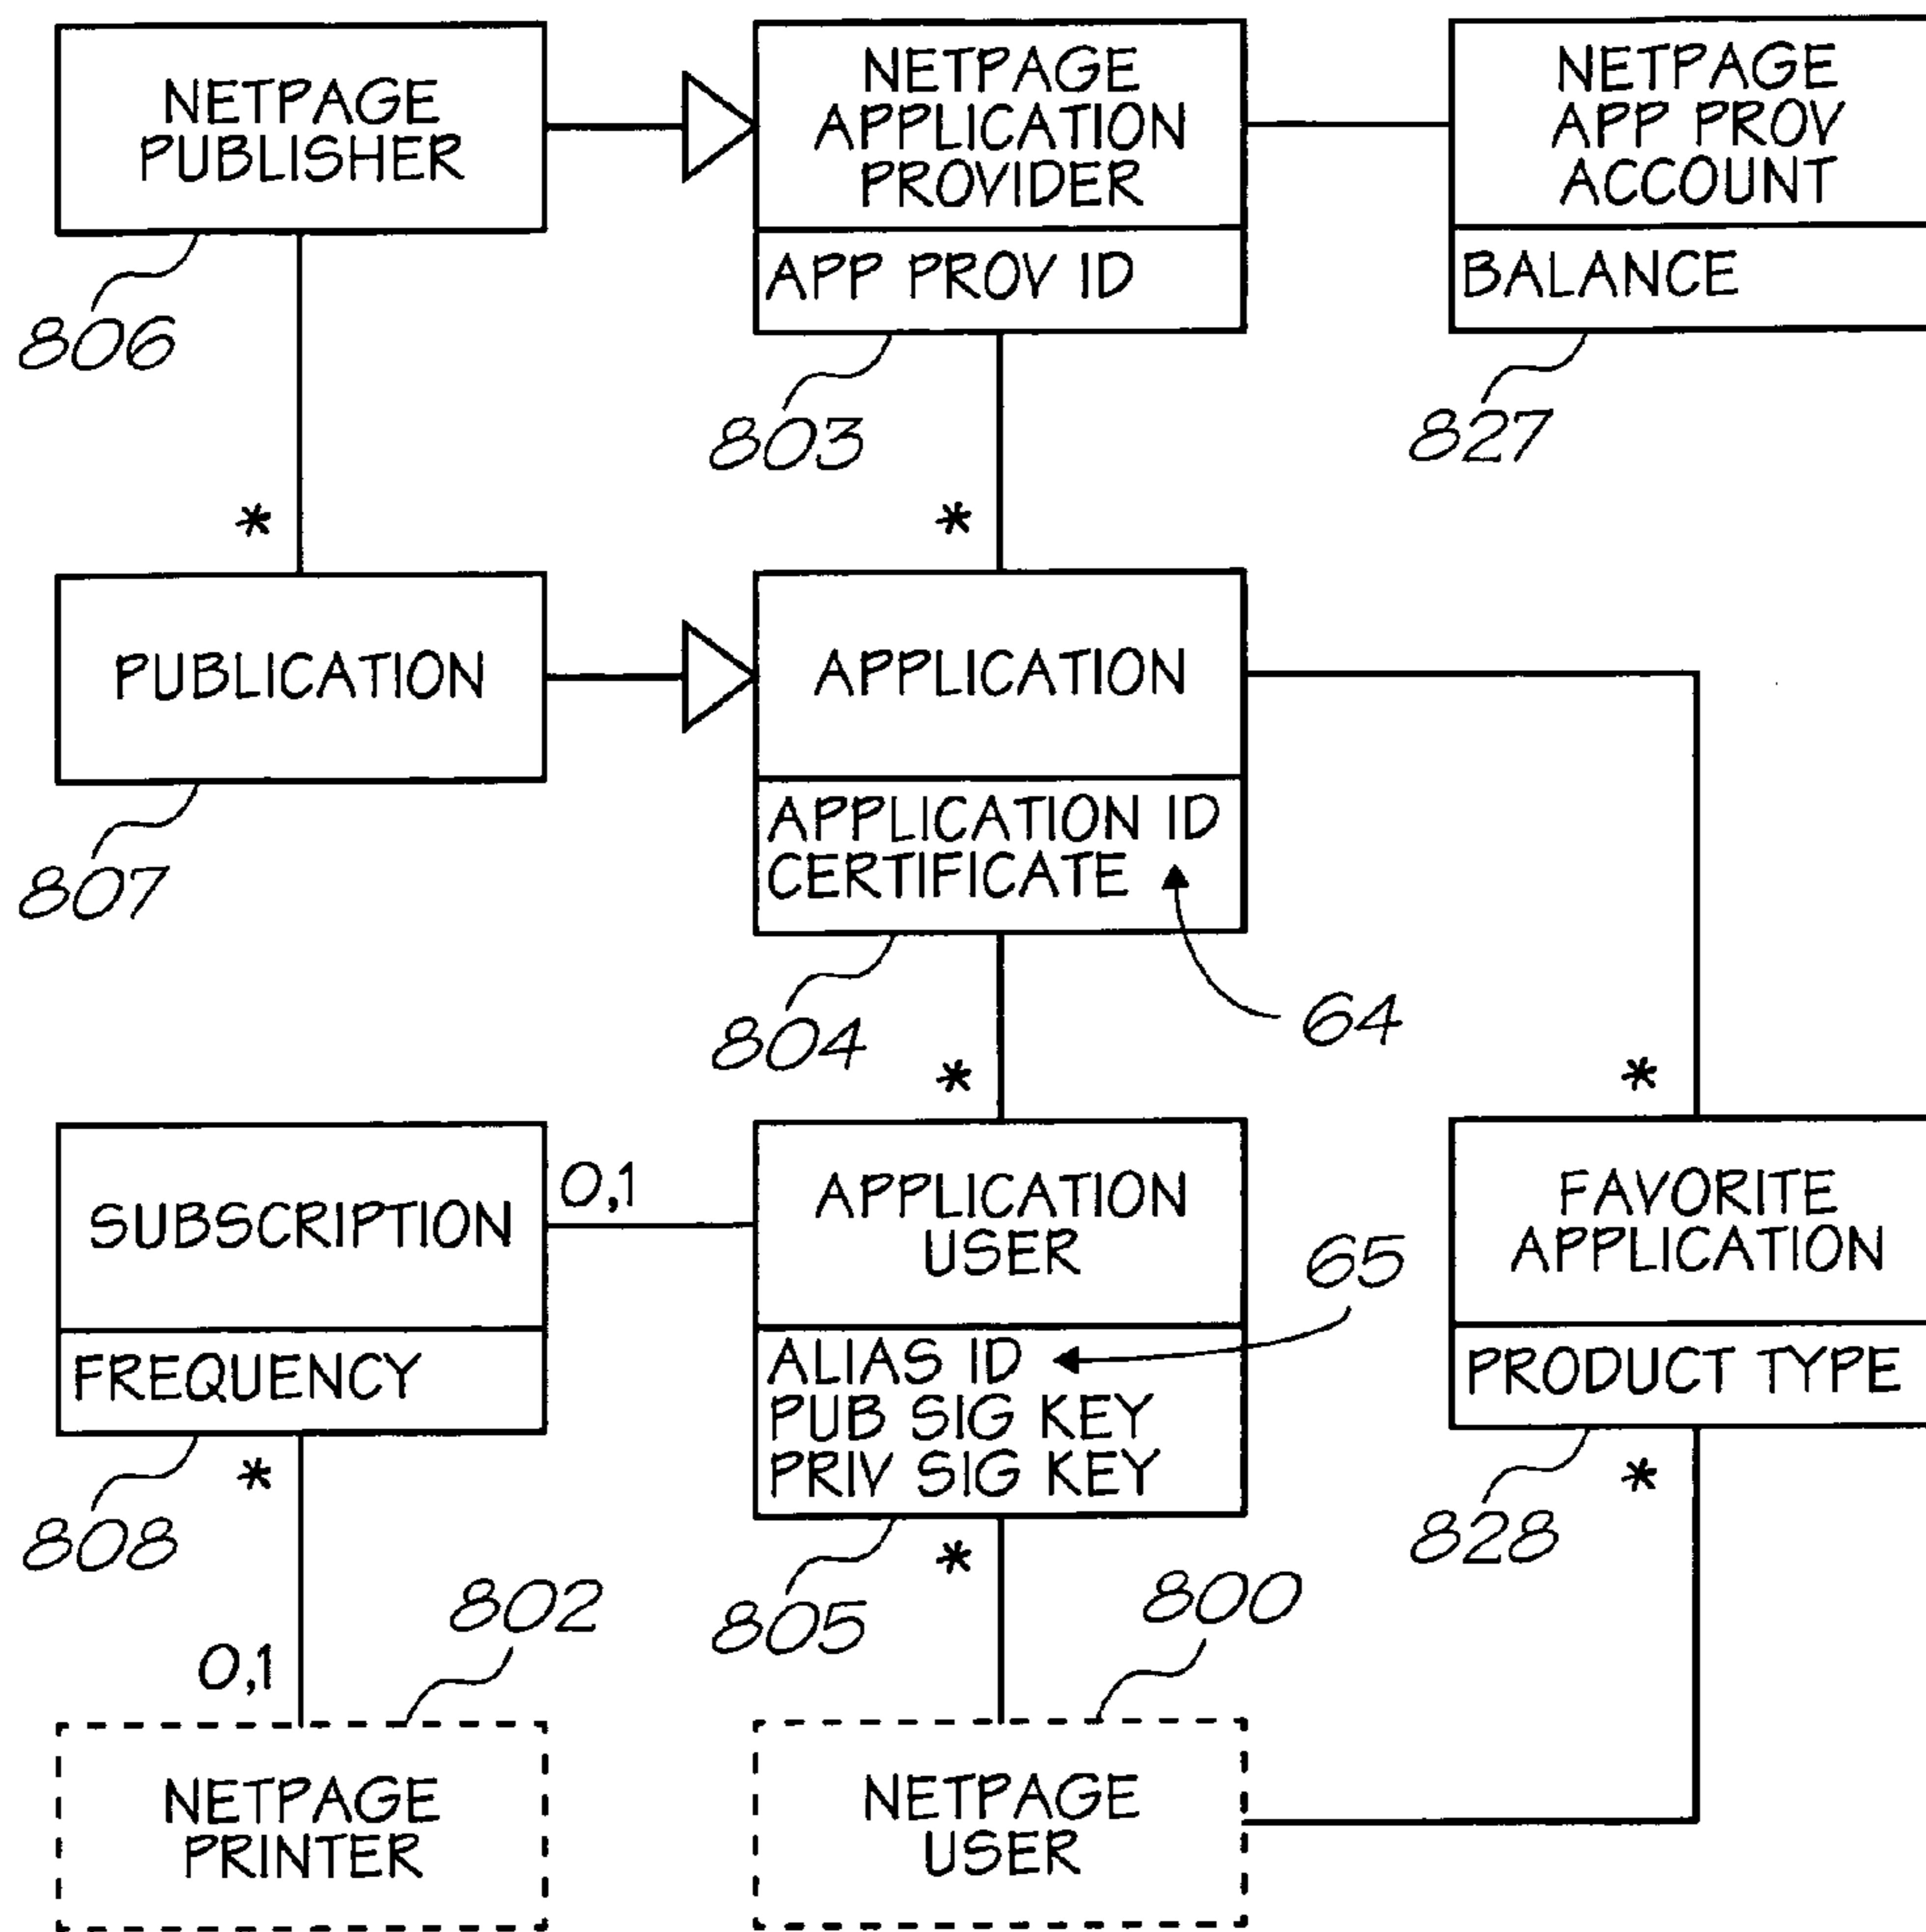 NETPAGE
PUBLISHER
NETPAGE
APPLICATION
PROVIDER
APP PROV ID
NETPAGE
APP PROV
ACCOUNT
BALANCE
806
803
827
*
*
PUBLICATION
APPLICATION
APPLICATION ID
CERTIFICATE
807
804
64
*
*
SUBSCRIPTION
FREQUENCY
0,1
APPLICATION
USER
ALIAS ID
PUB SIG KEY
PRIV SIG KEY
65
FAVORITE
APPLICATION
PRODUCT TYPE
808
*
805
*
828
*
802
800
0,1
NETPAGE
PRINTER
NETPAGE
USER